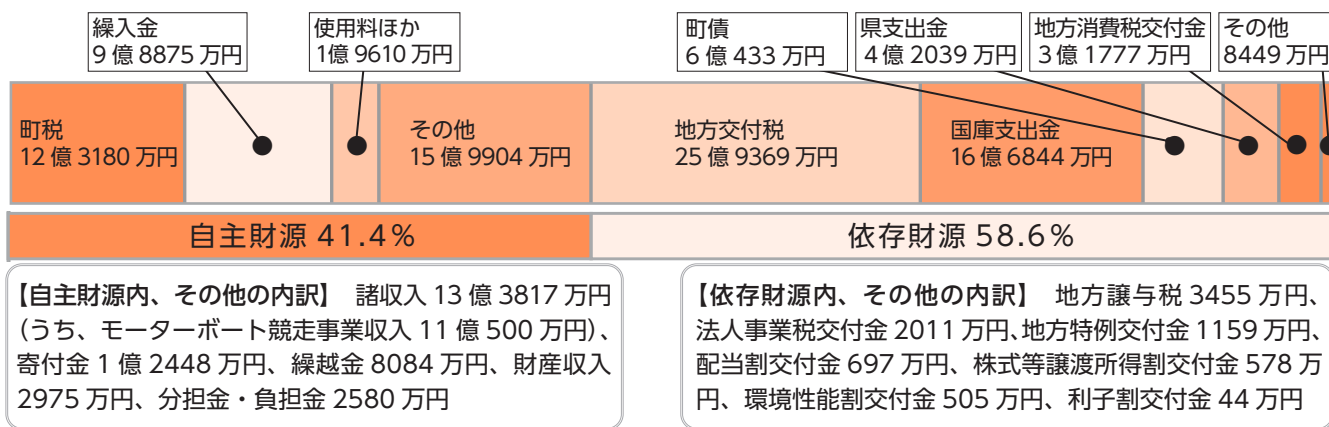 繰入金
9億8875万円
使用料ほか
1億9610万円
町債
6億433万円
県支出金
4億2039万円
地方消費税交付金
3億1777万円
その他
8449万円
町税
12億3180万円
その他
15億9904万円
地方交付税
25億9369万円
国庫支出金
16億6844万円
自主財源 41.4%
依存財源 58.6%
【自主財源内、その他の内訳】 諸収入13億3817万円
（うち、モーターボート競走事業収入11億500万円）、
寄付金1億2448万円、繰越金8084万円、財産収入
2975万円、分担金・負担金2580万円
【依存財源内、その他の内訳】 地方譲与税3455万円、
法人事業税交付金2011万円、地方特例交付金1159万円、
配当割交付金697万円、株式等譲渡所得割交付金578万
円、環境性能割交付金505万円、利子割交付金44万円